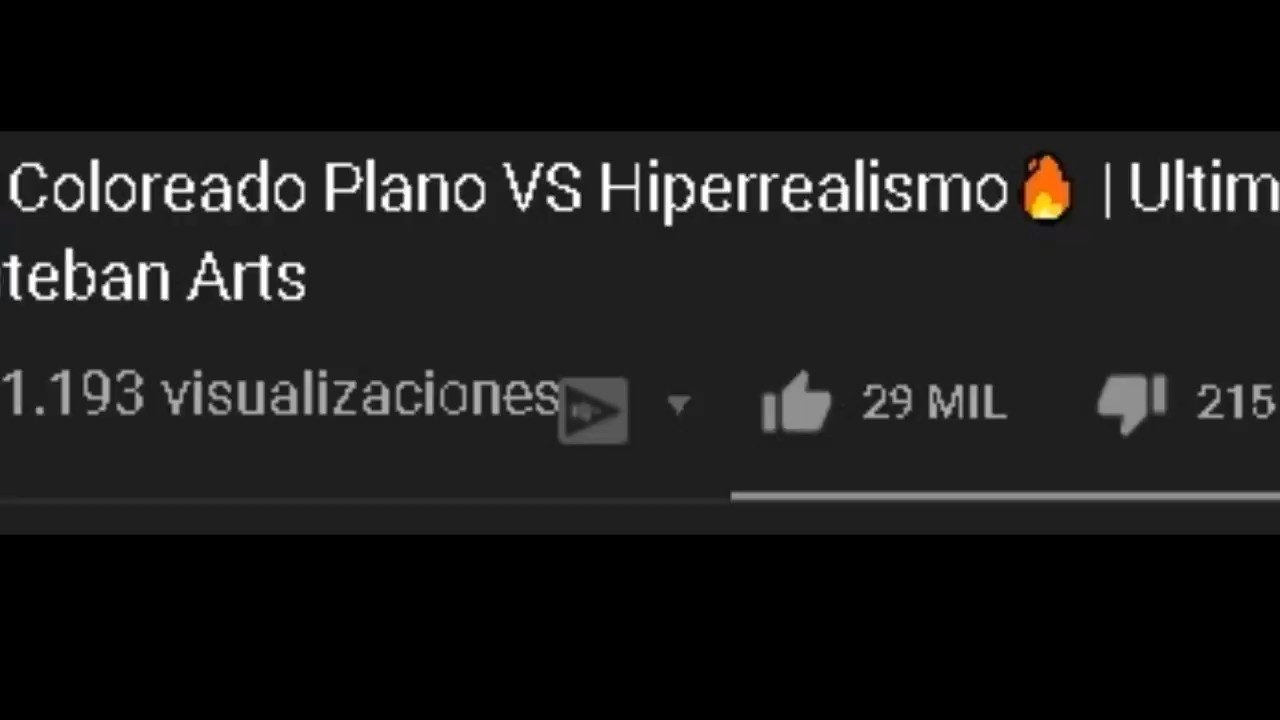 Coloreado Plano VS Hiperrealismo🔥 | Ultim
teban Arts
1.193 visualizaciones 29 MIL 215